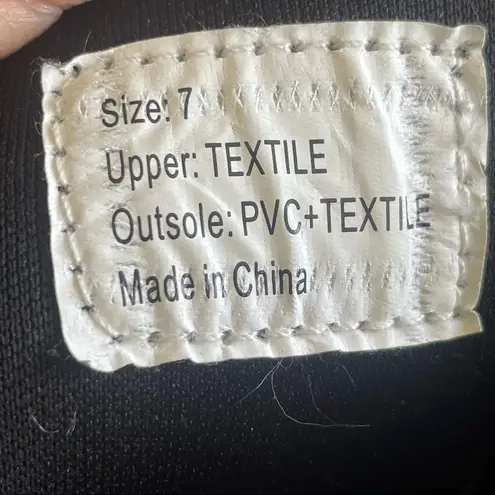 Size: 7
Upper: TEXTILE
Outsole: PVC+TEXTILE
Made in China